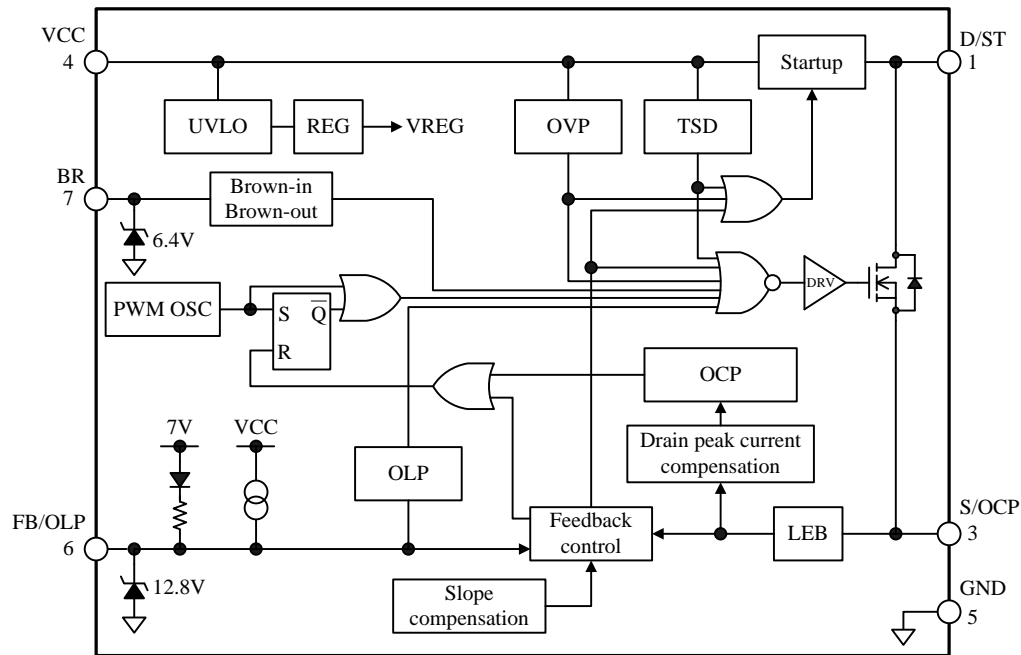 VCC
4
D/ST
1
Startup
UVLO
REG
VREG
OVP
TSD
BR
7
Brown-in
Brown-out
6.4V
PWM OSC
S
Q̅
R
DRV
OCP
7V
VCC
OLP
Drain peak current
compensation
FB/OLP
6
Feedback
control
LEB
S/OCP
3
12.8V
Slope
compensation
GND
5